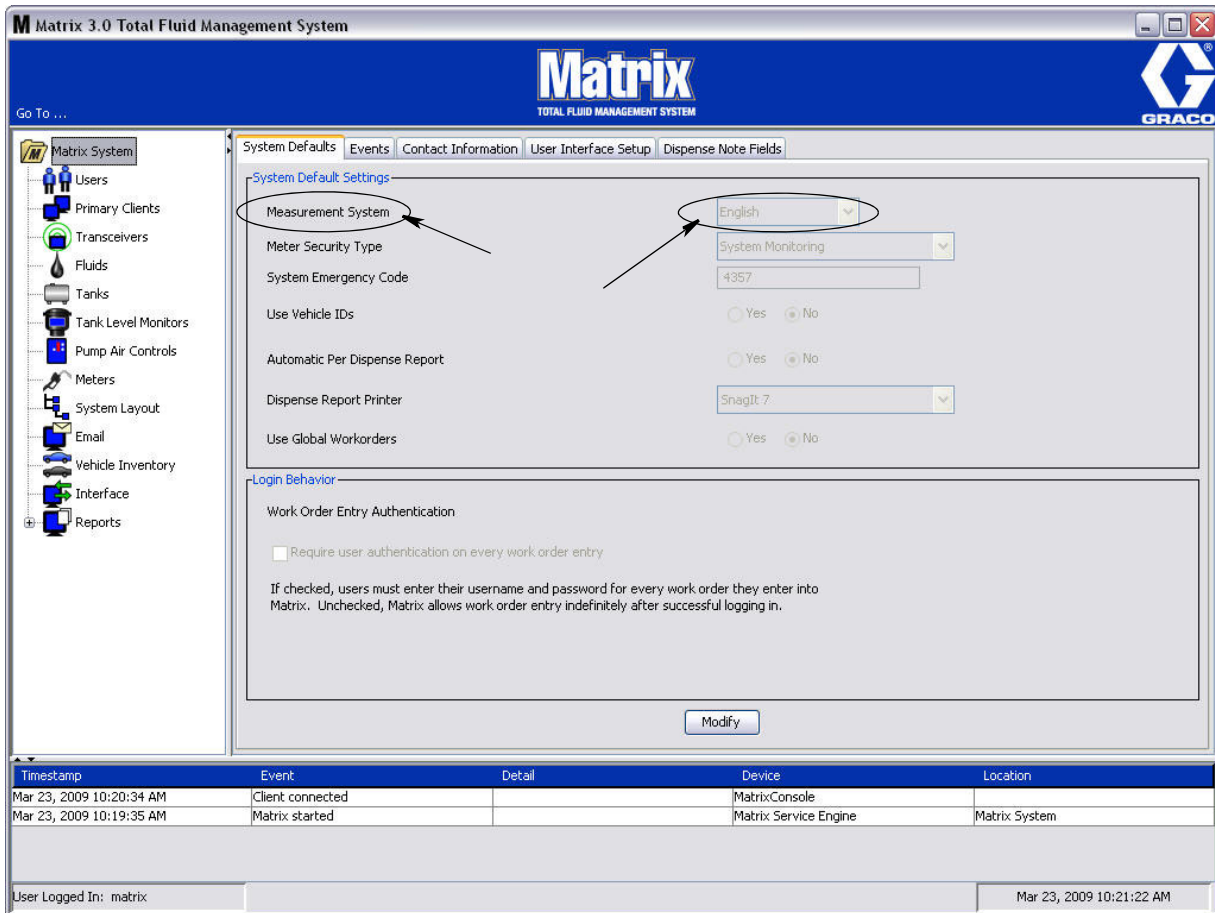 Matrix 3.0 Total Fluid Management System
Matrix
TOTAL FLUID MANAGEMENT SYSTEM
Go To ...
GRACO
®
Matrix System
Users
Primary Clients
Transceivers
Fluids
Tanks
Tank Level Monitors
Pump Air Controls
Meters
System Layout
Email
Vehicle Inventory
Interface
Reports
System Defaults Events Contact Information User Interface Setup Dispense Note Fields
System Default Settings
Measurement System English
Meter Security Type System Monitoring
System Emergency Code 4357
Use Vehicle IDs Yes No
Automatic Per Dispense Report Yes No
Dispense Report Printer SnagIt 7
Use Global Workorders Yes No
Login Behavior
Work Order Entry Authentication
Require user authentication on every work order entry
If checked, users must enter their username and password for every work order they enter into
Matrix. Unchecked, Matrix allows work order entry indefinitely after successful logging in.
Modify
Timestamp Event Detail Device Location
Mar 23, 2009 10:20:34 AM Client connected MatrixConsole
Mar 23, 2009 10:19:35 AM Matrix started Matrix Service Engine Matrix System
User Logged In: matrix Mar 23, 2009 10:21:22 AM